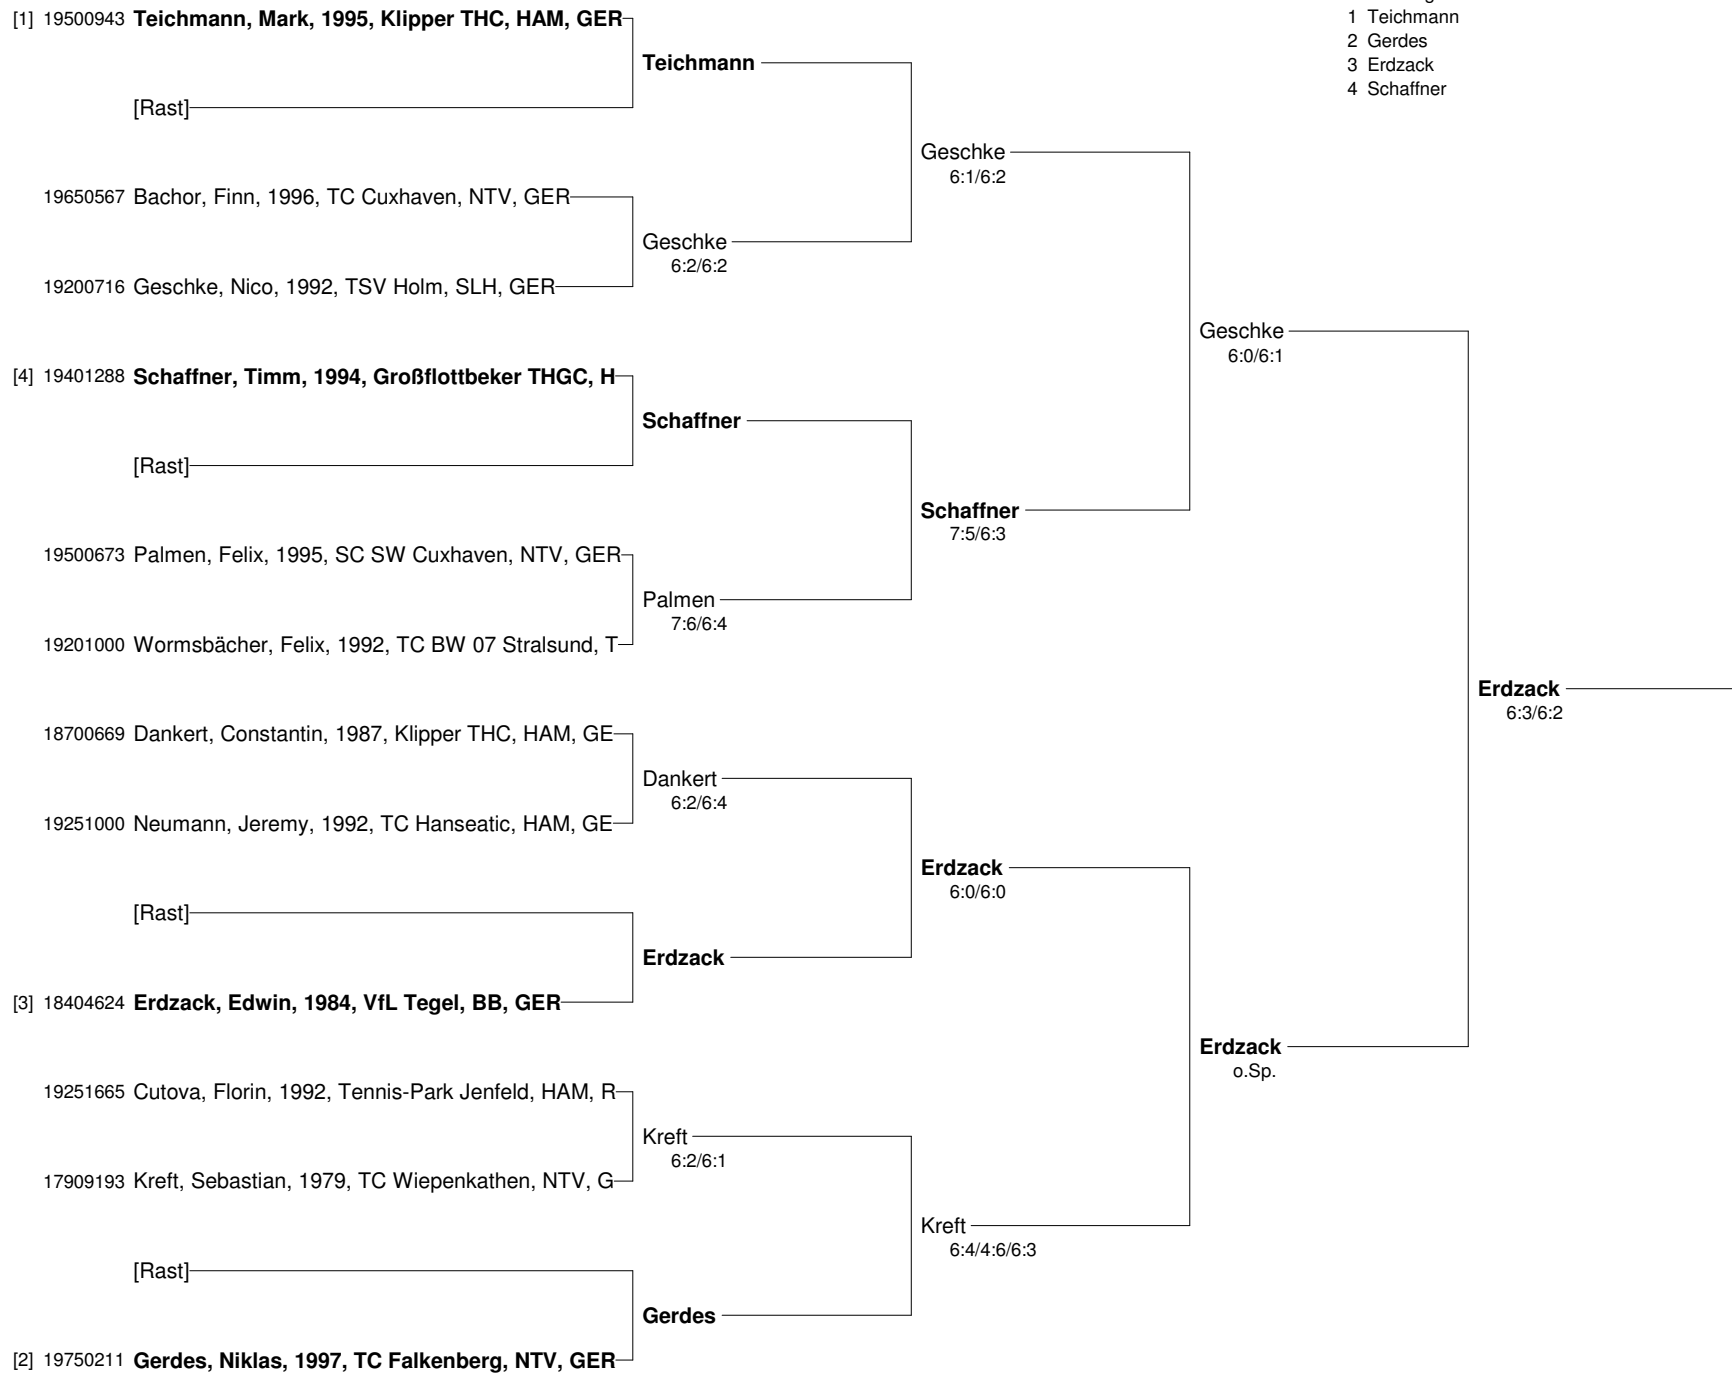 [1] 19500943 Teichmann, Mark, 1995, Klipper THC, HAM, GER
1 Teichmann
2 Gerdes
3 Erdzack
4 Schaffner
Teichmann
[Rast]
Geschke
6:1/6:2
19650567 Bachor, Finn, 1996, TC Cuxhaven, NTV, GER
Geschke
6:2/6:2
19200716 Geschke, Nico, 1992, TSV Holm, SLH, GER
Geschke
6:0/6:1
[4] 19401288 Schaffner, Timm, 1994, Großflottbeker THGC, H
Schaffner
[Rast]
Schaffner
7:5/6:3
19500673 Palmen, Felix, 1995, SC SW Cuxhaven, NTV, GER
Palmen
7:6/6:4
19201000 Wormsbächer, Felix, 1992, TC BW 07 Stralsund, T
Erdzack
6:3/6:2
18700669 Dankert, Constantin, 1987, Klipper THC, HAM, GE
Dankert
6:2/6:4
19251000 Neumann, Jeremy, 1992, TC Hanseatic, HAM, GE
Erdzack
6:0/6:0
[Rast]
Erdzack
[3] 18404624 Erdzack, Edwin, 1984, VfL Tegel, BB, GER
Erdzack
o.Sp.
19251665 Cutova, Florin, 1992, Tennis-Park Jenfeld, HAM, R
Kreft
6:2/6:1
17909193 Kreft, Sebastian, 1979, TC Wiepenkathen, NTV, G
Kreft
6:4/4:6/6:3
[Rast]
Gerdes
[2] 19750211 Gerdes, Niklas, 1997, TC Falkenberg, NTV, GER